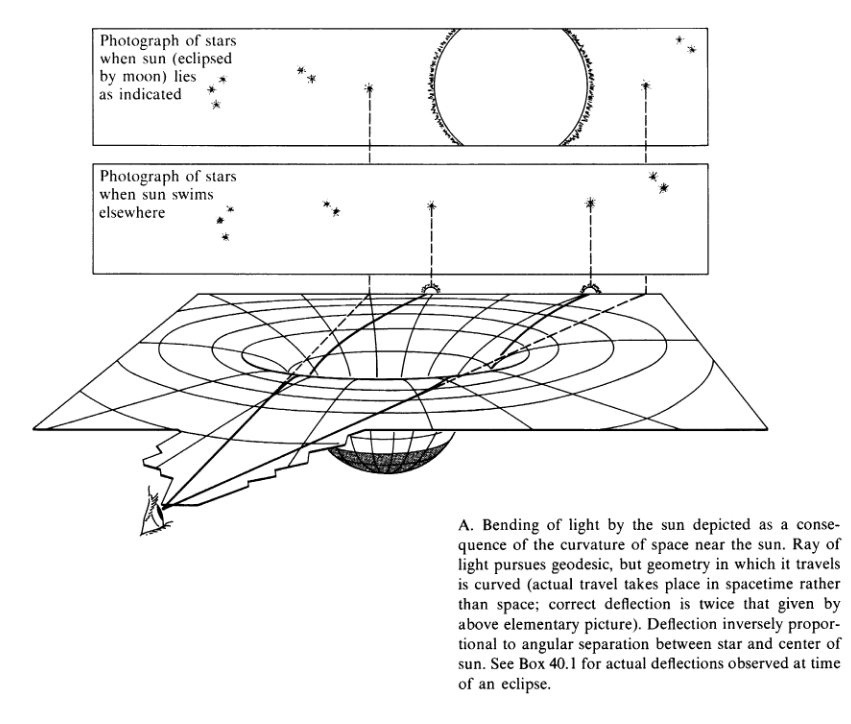 Photograph of stars
when sun (eclipsed
by moon) lies
as indicated
Photograph of stars
when sun swims
elsewhere
A. Bending of light by the sun depicted as a conse-
quence of the curvature of space near the sun. Ray of
light pursues geodesic, but geometry in which it travels
is curved (actual travel takes place in spacetime rather
than space; correct deflection is twice that given by
above elementary picture). Deflection inversely propor-
tional to angular separation between star and center of
sun. See Box 40.1 for actual deflections observed at time
of an eclipse.